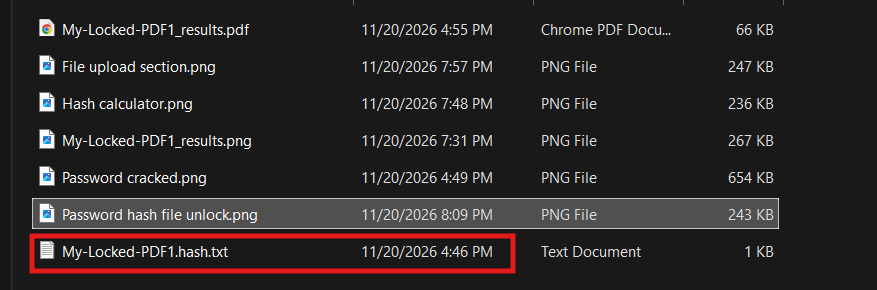 My-Locked-PDF1_results.pdf 11/20/2026 4:55 PM Chrome PDF Docu... 66 KB
File upload section.png 11/20/2026 7:57 PM PNG File 247 KB
Hash calculator.png 11/20/2026 7:48 PM PNG File 236 KB
My-Locked-PDF1_results.png 11/20/2026 7:31 PM PNG File 267 KB
Password cracked.png 11/20/2026 4:49 PM PNG File 654 KB
Password hash file unlock.png 11/20/2026 8:09 PM PNG File 243 KB
My-Locked-PDF1.hash.txt 11/20/2026 4:46 PM Text Document 1 KB